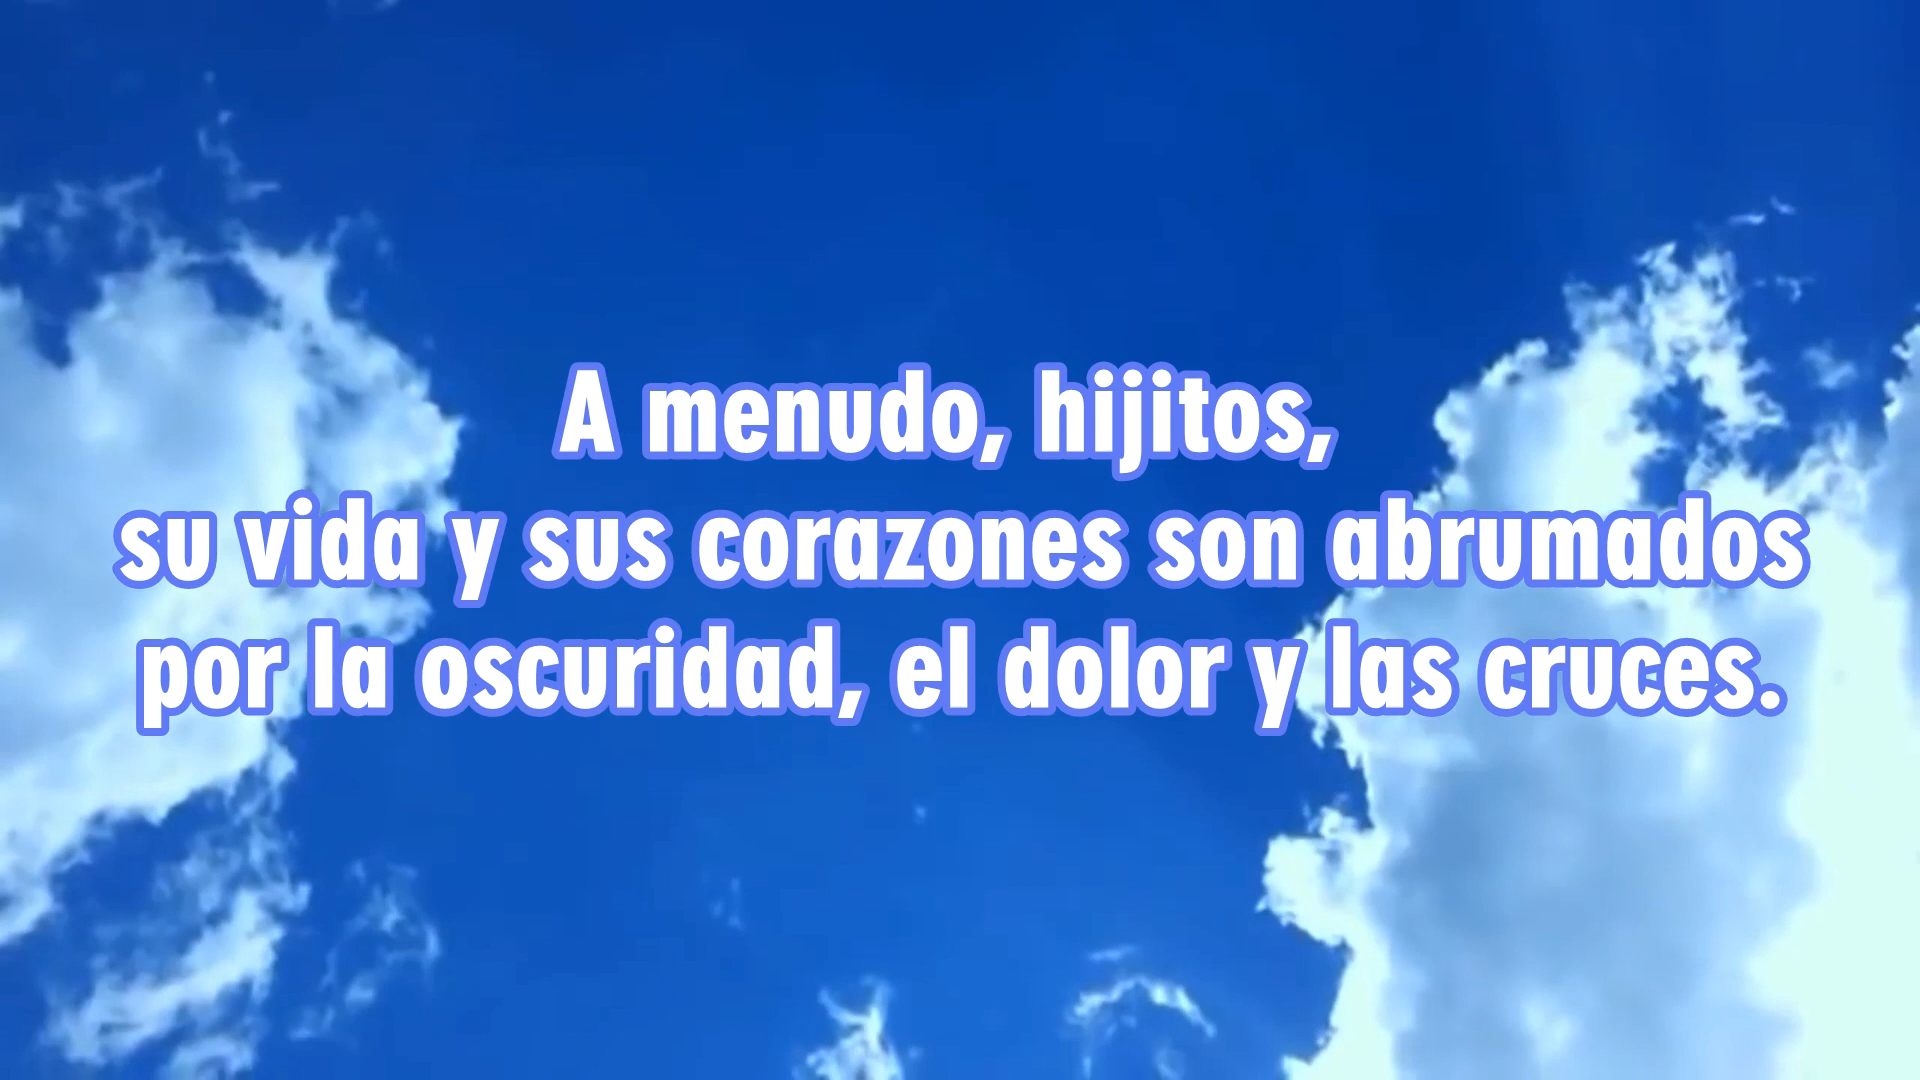 A menudo, hijitos,
su vida y sus corazones son abrumados
por la oscuridad, el dolor y las cruces.